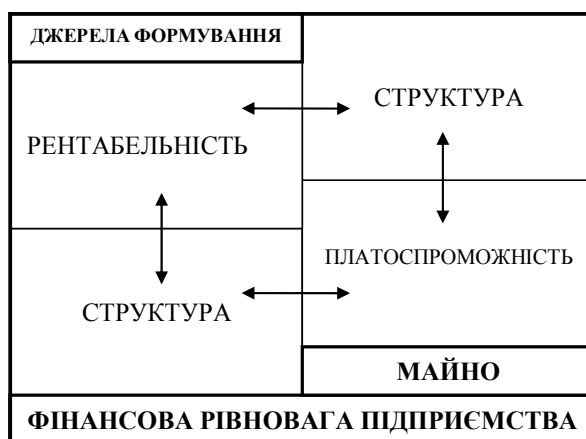 ДЖЕРЕЛА ФОРМУВАННЯ
СТРУКТУРА
РЕНТАБЕЛЬНІСТЬ
ПЛАТОСПРОМОЖНІСТЬ
СТРУКТУРА
МАЙНО
ФІНАНСОВА РІВНОВАГА ПІДПРИЄМСТВА